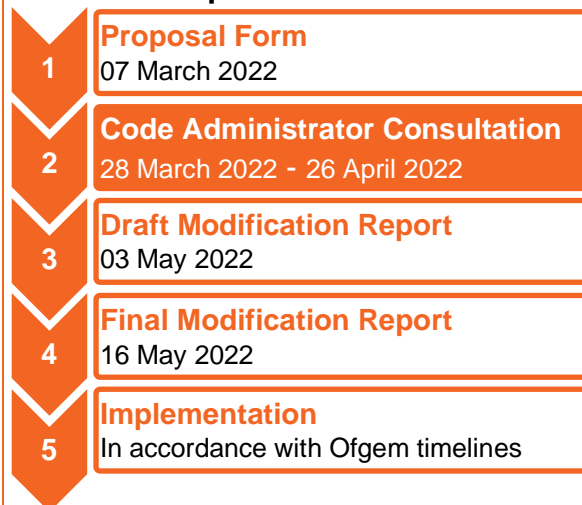 Proposal Form
1
07 March 2022
Code Administrator Consultation
2
28 March 2022 - 26 April 2022
Draft Modification Report
3
03 May 2022
Final Modification Report
4
16 May 2022
Implementation
5
In accordance with Ofgem timelines